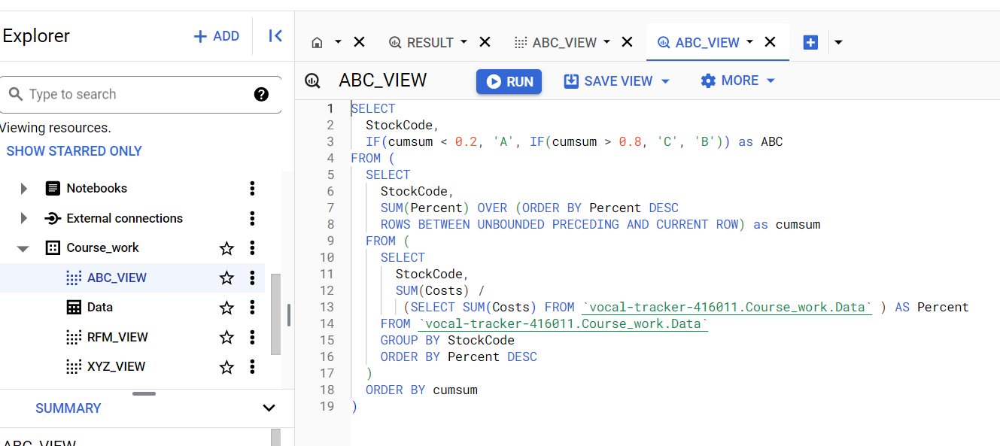 Explorer
+ ADD
RESULT
ABC_VIEW
ABC_VIEW
Type to search
?
ABC_VIEW
RUN
SAVE VIEW
MORE
Viewing resources.
SHOW STARRED ONLY
Notebooks
External connections
Course_work
ABC_VIEW
Data
RFM_VIEW
XYZ_VIEW
SUMMARY
ABC_VIEW
1 SELECT
2 StockCode,
3 IF(cumsum < 0.2, 'A', IF(cumsum > 0.8, 'C', 'B')) as ABC
4 FROM (
5 SELECT
6 StockCode,
7 SUM(Percent) OVER (ORDER BY Percent DESC
8 ROWS BETWEEN UNBOUNDED PRECEDING AND CURRENT ROW) as cumsum
9 FROM (
10 SELECT
11 StockCode,
12 SUM(Costs) /
13 (SELECT SUM(Costs) FROM `vocal-tracker-416011.Course_work.Data` ) AS Percent
14 FROM `vocal-tracker-416011.Course_work.Data`
15 GROUP BY StockCode
16 ORDER BY Percent DESC
17 )
18 ORDER BY cumsum
19 )